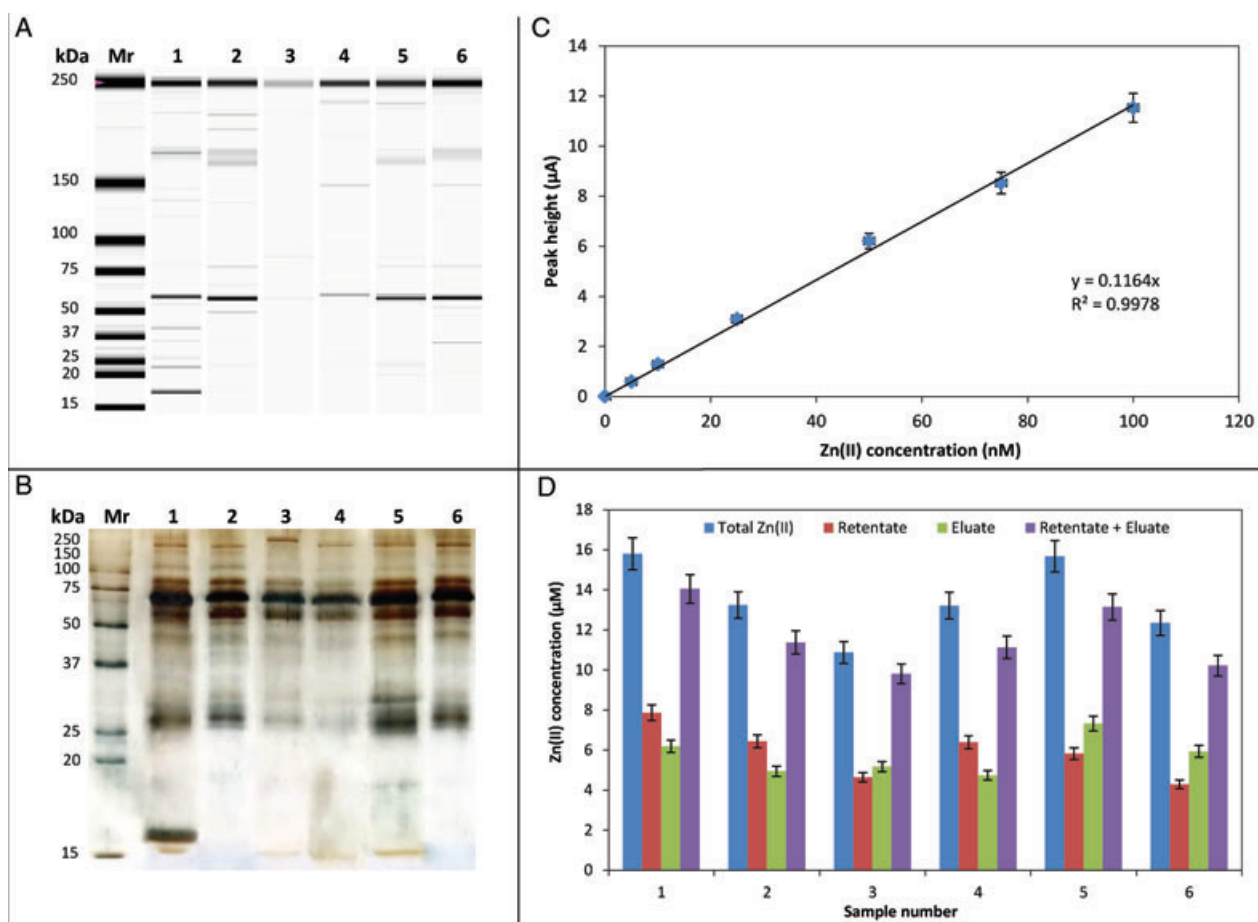 A
kDa Mr 1 2 3 4 5 6
250
150
100
75
50
37
25
20
15
B
kDa Mr 1 2 3 4 5 6
250
150
100
75
50
37
25
20
15
C
14
12
10
8
6
4
2
0
Peak height (µA)
y = 0.1164x
R² = 0.9978
0 20 40 60 80 100 120
Zn(II) concentration (nM)
D
18
16
14
12
10
8
6
4
2
0
Zn(II) concentration (µM)
Total Zn(II) Retentate Eluate Retentate + Eluate
1 2 3 4 5 6
Sample number